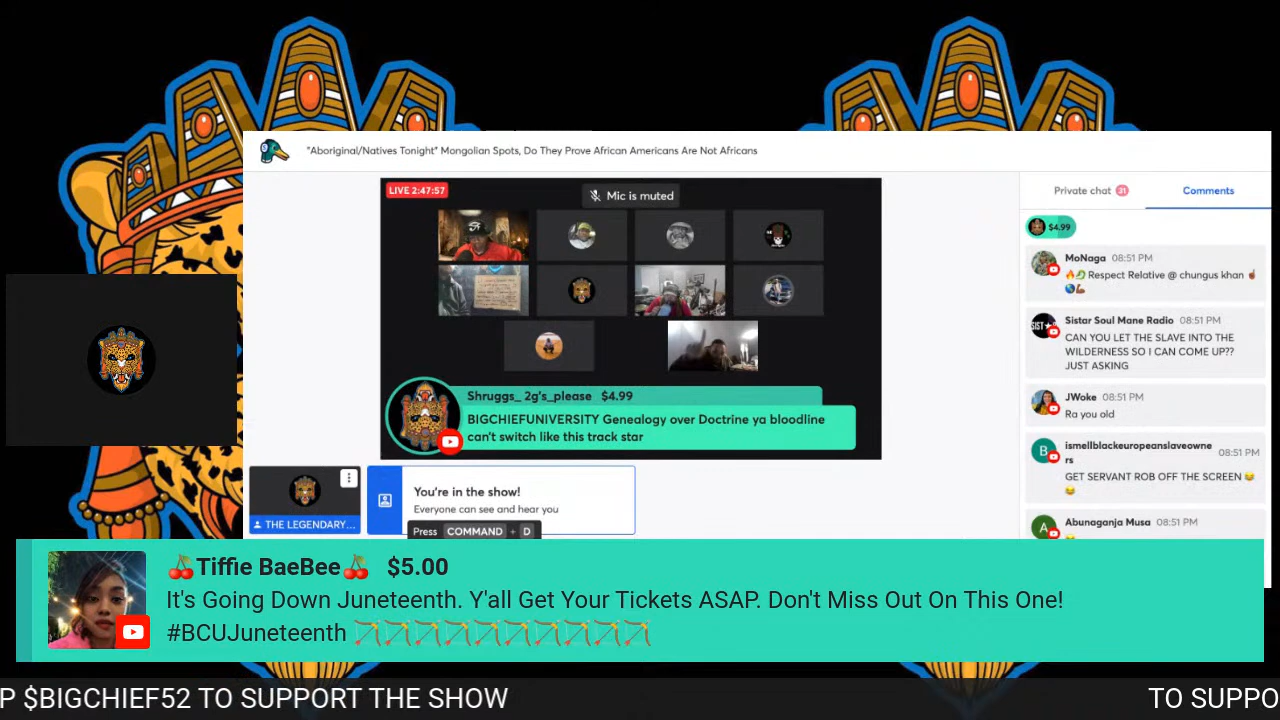 "Aboriginal/Natives Tonight" Mongolian Spots, Do They Prove African Americans Are Not Africans
LIVE 2:47:57
Mic is muted
Shruggs_ 2g's_please $4.99
BIGCHIEFUNIVERSITY Genealogy over Doctrine ya bloodline
can't switch like this track star
THE LEGENDARY...
You're in the show!
Everyone can see and hear you
Press COMMAND + D
Private chat 31
Comments
$4.99
MoNaga 08:51 PM
🔥🐉 Respect Relative @ chungus khan ☝🏾
🌎💪🏾
Sistar Soul Mane Radio 08:51 PM
CAN YOU LET THE SLAVE INTO THE
WILDERNESS SO I CAN COME UP??
JUST ASKING
JWoke 08:51 PM
Ra you old
ismellblackeuropeanslaveowne
rs 08:51 PM
GET SERVANT ROB OFF THE SCREEN 😂
😂
Abunaganja Musa 08:51 PM
🍒Tiffie BaeBee🍒 $5.00
It's Going Down Juneteenth. Y'all Get Your Tickets ASAP. Don't Miss Out On This One!
#BCUJuneteenth 🏹🏹🏹🏹🏹🏹🏹🏹🏹🏹
P $BIGCHIEF52 TO SUPPORT THE SHOW
TO SUPPO